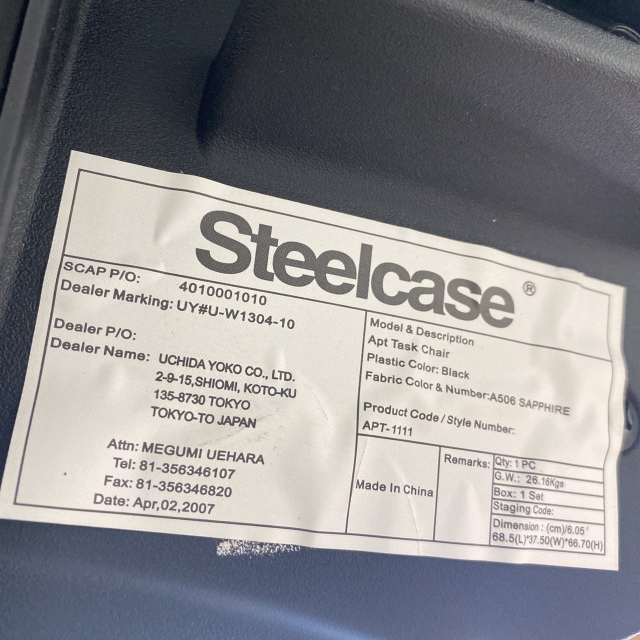 Steelcase®
SCAP P/O: 4010001010
Dealer Marking: UY#U-W1304-10
Dealer P/O:
Dealer Name: UCHIDA YOKO CO., LTD.
2-9-15,SHIOMI, KOTO-KU
135-8730 TOKYO
TOKYO-TO JAPAN
Attn: MEGUMI UEHARA
Tel: 81-356346107
Fax: 81-356346820
Date: Apr,02,2007
Model & Description
Apt Task Chair
Plastic Color: Black
Fabric Color & Number:A506 SAPPHIRE
Product Code / Style Number:
APT-1111
Made In China
Remarks:
Qty: 1 PC
G.W.: 26.16Kgs
Box: 1 Set
Staging Code:
Dimension : (cm)/6.05'
68.5(L)*37.50(W)*66.70(H)